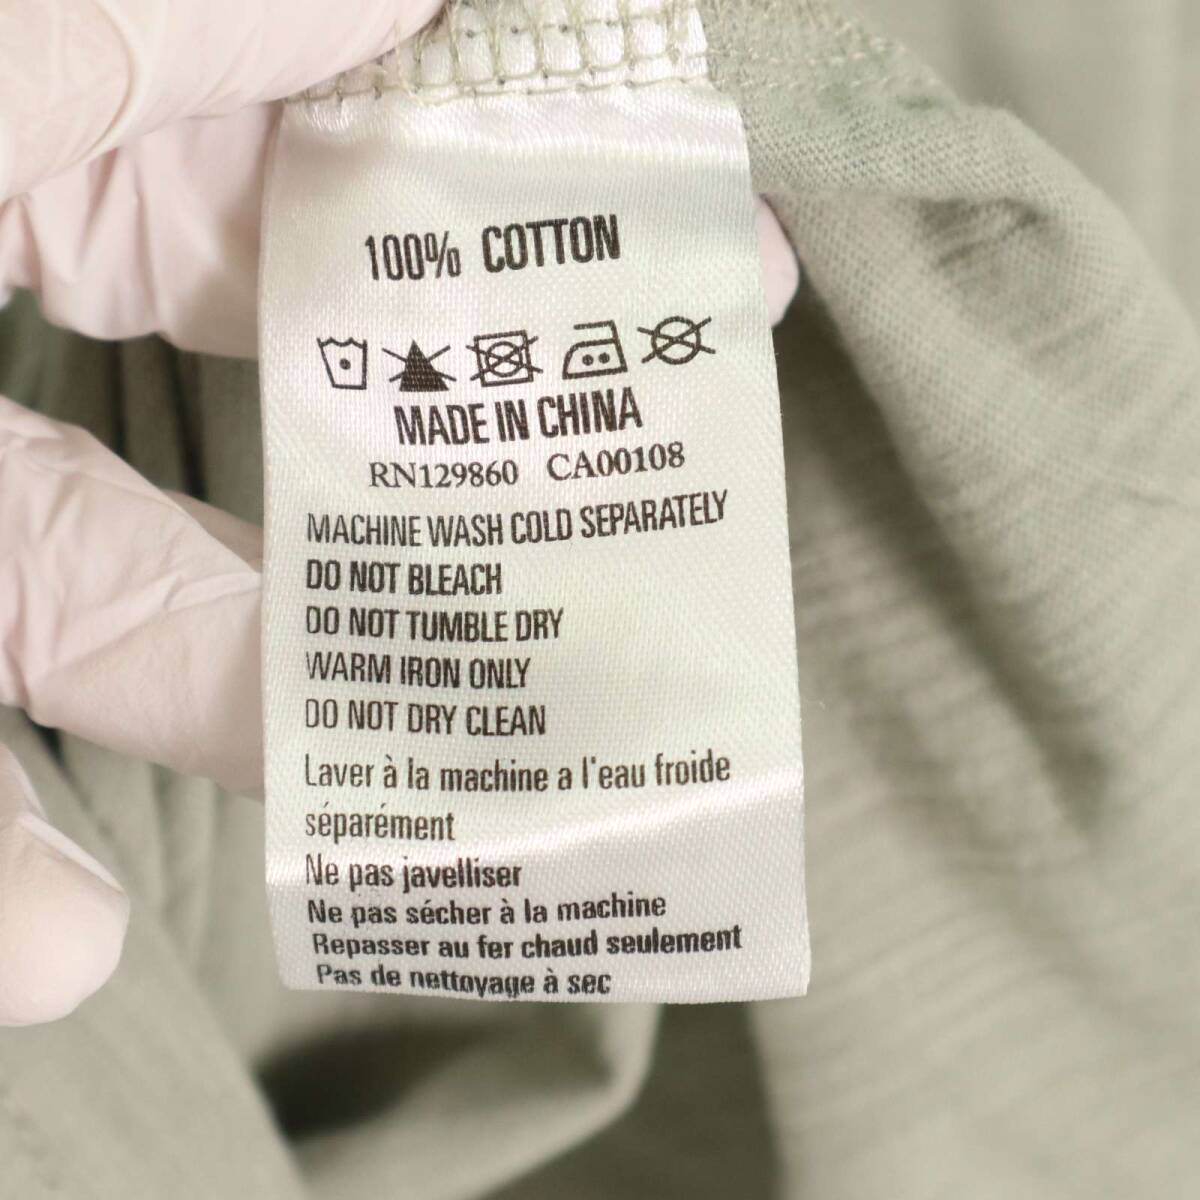 100% COTTON
MADE IN CHINA
RN129860 CA00108
MACHINE WASH COLD SEPARATELY
DO NOT BLEACH
DO NOT TUMBLE DRY
WARM IRON ONLY
DO NOT DRY CLEAN
Laver à la machine a l'eau froide
séparément
Ne pas javelliser
Ne pas sécher à la machine
Repasser au fer chaud seulement
Pas de nettoyage à sec